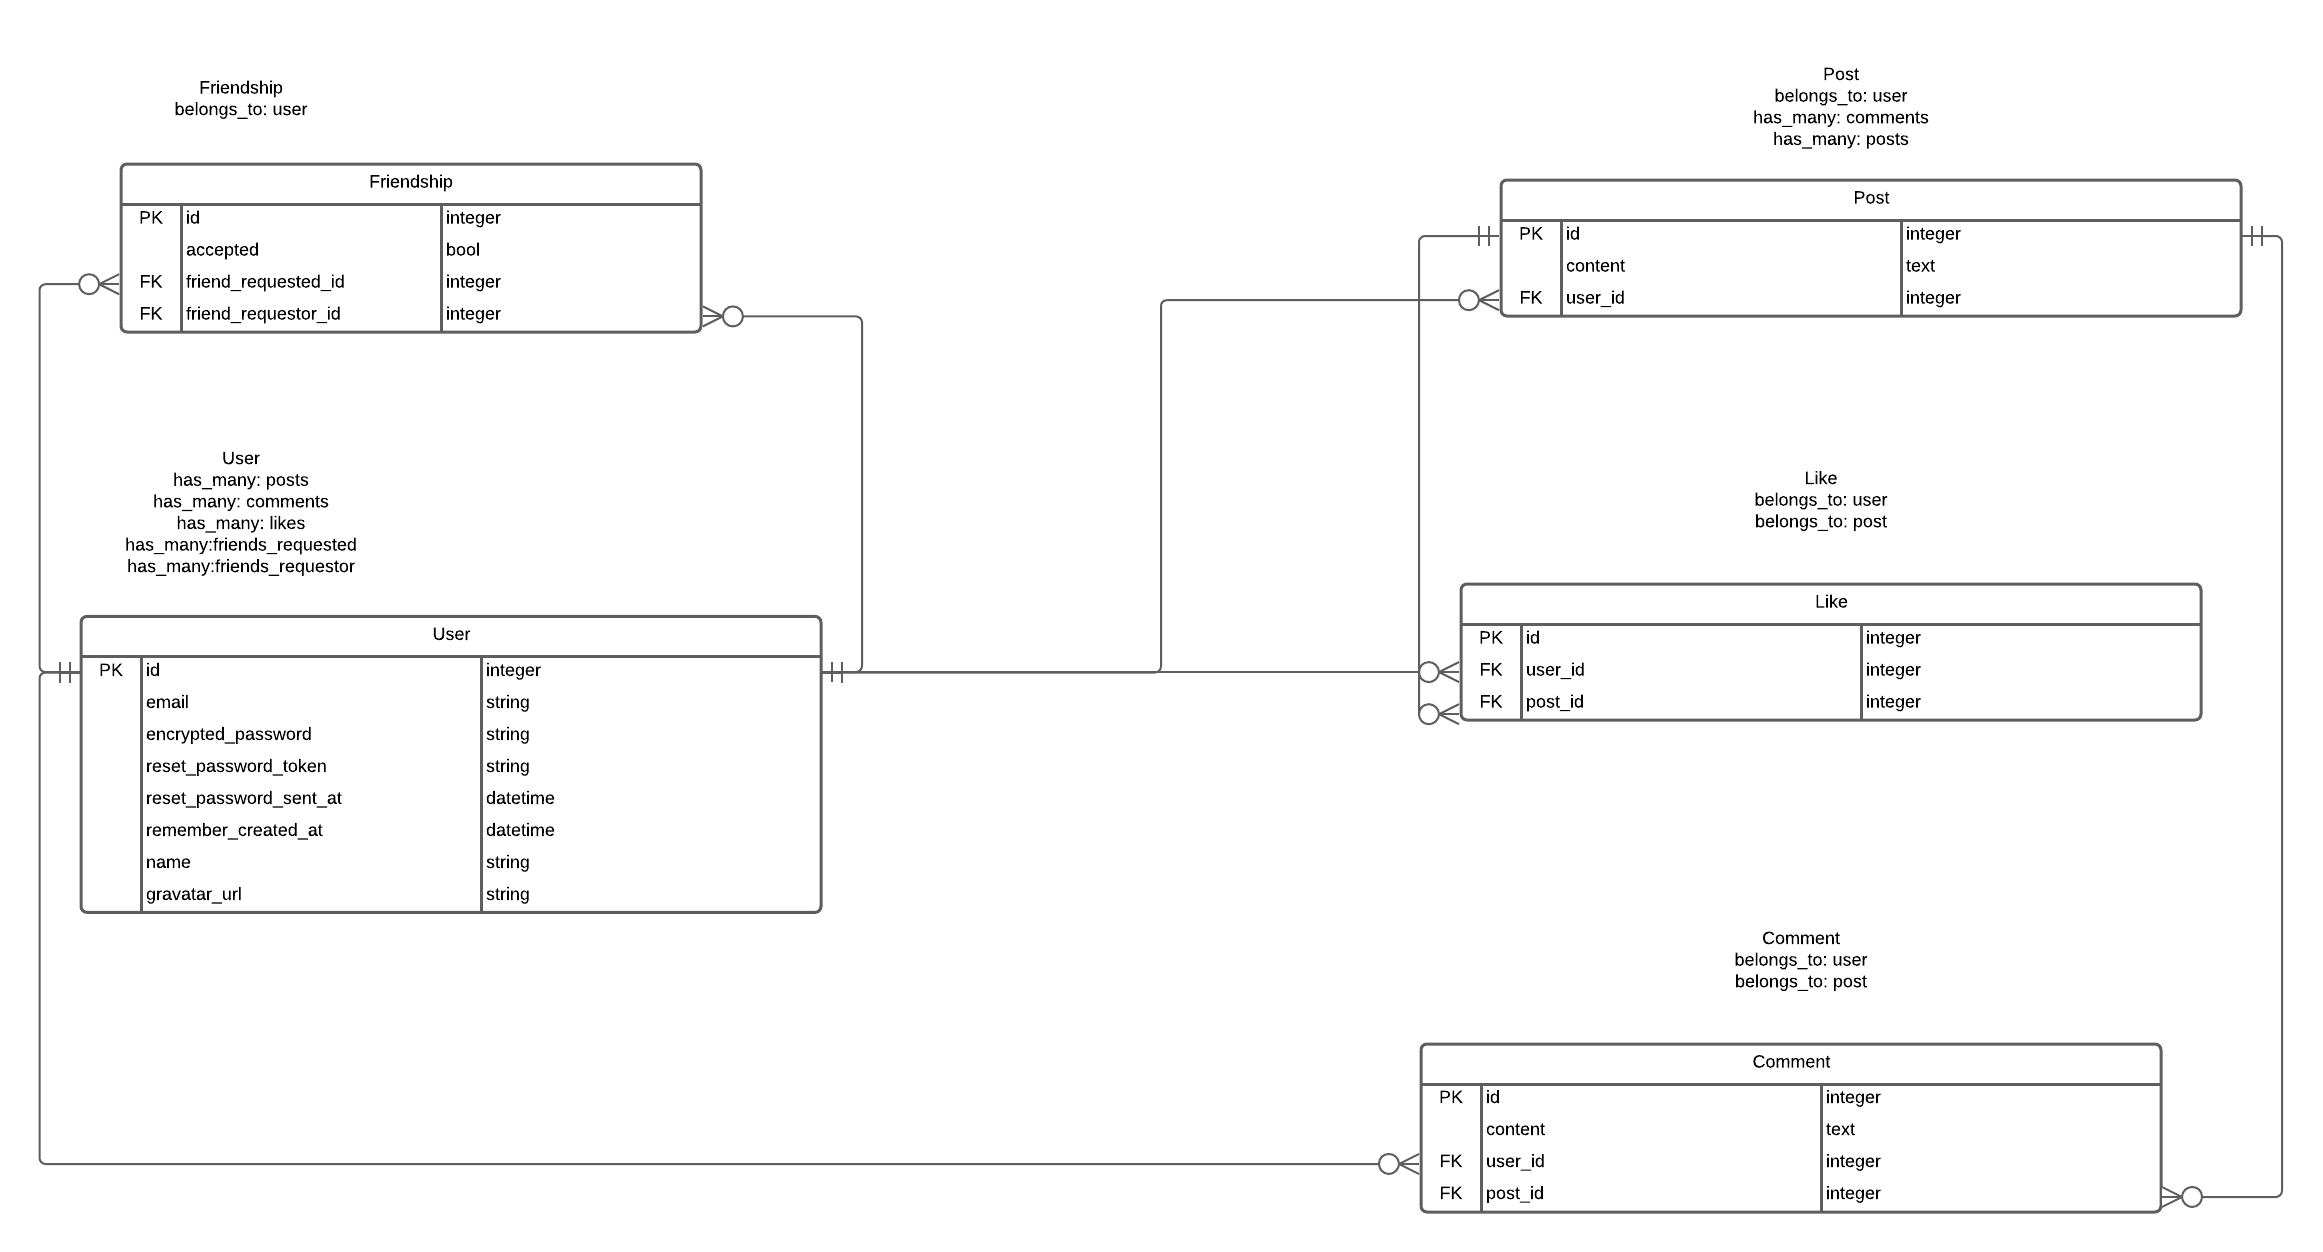 Friendship
belongs_to: user
Friendship
PK id integer
accepted bool
FK friend_requested_id integer
FK friend_requestor_id integer
User
has_many: posts
has_many: comments
has_many: likes
has_many:friends_requested
has_many:friends_requestor
User
PK id integer
email string
encrypted_password string
reset_password_token string
reset_password_sent_at datetime
remember_created_at datetime
name string
gravatar_url string
Post
belongs_to: user
has_many: comments
has_many: posts
Post
PK id integer
content text
FK user_id integer
Like
belongs_to: user
belongs_to: post
Like
PK id integer
FK user_id integer
FK post_id integer
Comment
belongs_to: user
belongs_to: post
Comment
PK id integer
content text
FK user_id integer
FK post_id integer